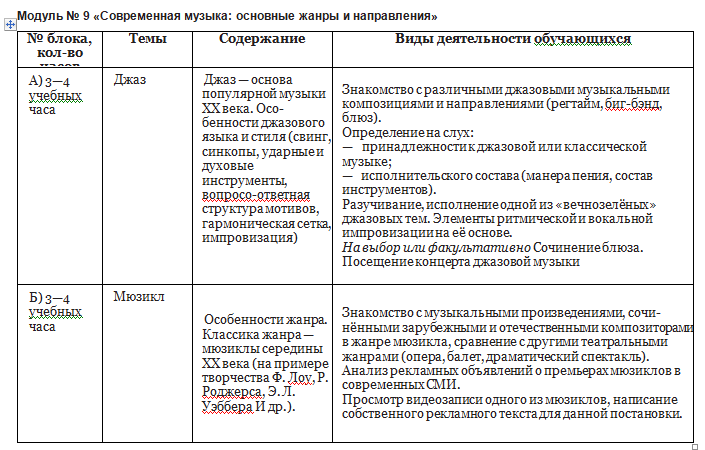 Модуль № 9 «Современная музыка: основные жанры и направления»
№ блока,
кол-во
часов
Темы
Содержание
Виды деятельности обучающихся
А) 3—4
учебных
часа
Джаз
Джаз — основа
популярной музыки
XX века. Осо-
бенности джазового
языка и стиля (свинг,
синкопы, ударные и
духовые
инструменты,
вопросо-ответная
структура мотивов,
гармоническая сетка,
импровизация)
Знакомство с различными джазовыми музыкальными
композициями и направлениями (регтайм, биг-бэнд,
блюз).
Определение на слух:
— принадлежности к джазовой или классической
музыке;
— исполнительского состава (манера пения, состав
инструментов).
Разучивание, исполнение одной из «вечнозелёных»
джазовых тем. Элементы ритмической и вокальной
импровизации на её основе.
На выбор или факультативно Сочинение блюза.
Посещение концерта джазовой музыки
Б) 3—4
учебных
часа
Мюзикл
Особенности жанра.
Классика жанра —
мюзиклы середины
XX века (на примере
творчества Ф. Лоу, Р.
Роджерса, Э. Л.
Уэббера И др.).
Знакомство с музыкальными произведениями, сочи-
нёнными зарубежными и отечественными композиторами
в жанре мюзикла, сравнение с другими театральными
жанрами (опера, балет, драматический спектакль).
Анализ рекламных объявлений о премьерах мюзиклов в
современных СМИ.
Просмотр видеозаписи одного из мюзиклов, написание
собственного рекламного текста для данной постановки.